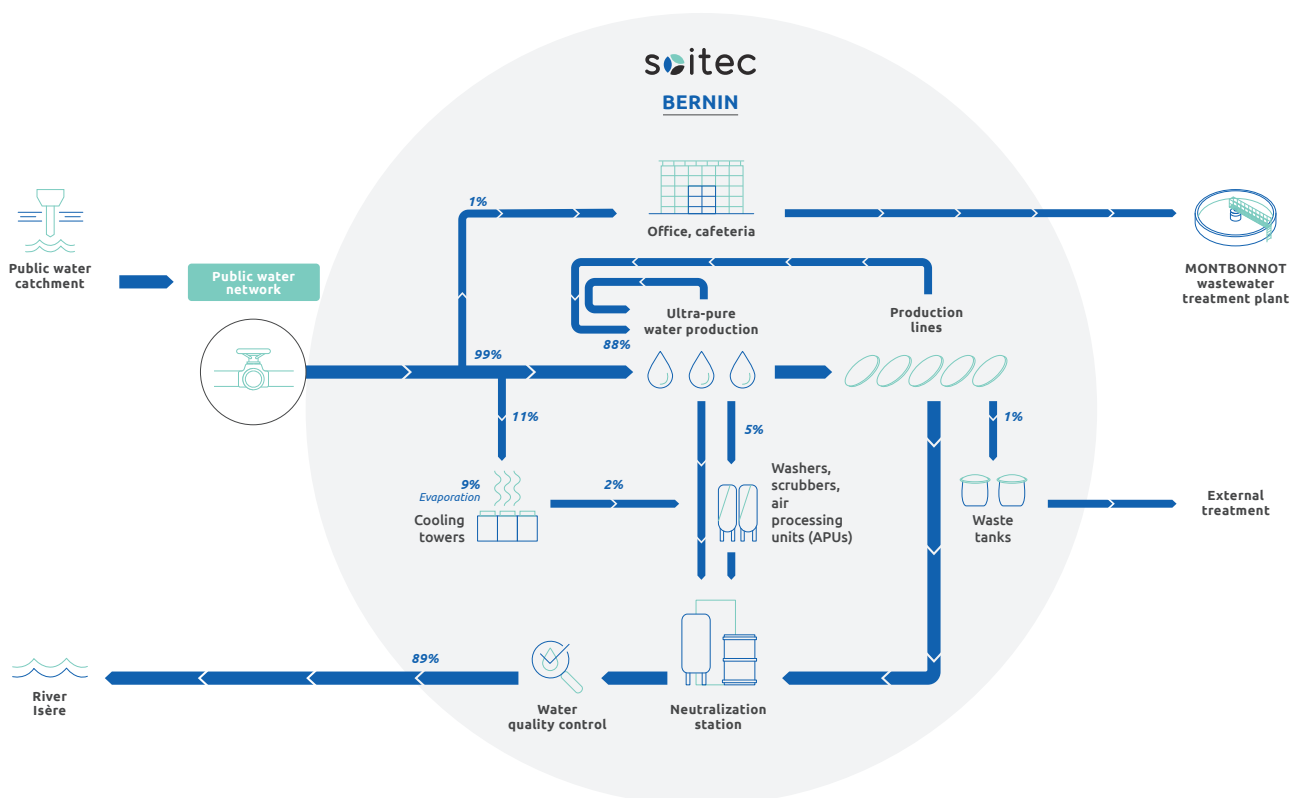 soitec
BERNIN
1%
Office, cafeteria
Public water
catchment
Public water
network
MONTBONNOT
wastewater
treatment plant
Ultra-pure
water production
Production
lines
88%
99%
11%
5%
1%
9%
Evaporation
Cooling
towers
2%
Washers,
scrubbers,
air
processing
units (APUs)
Waste
tanks
External
treatment
89%
River
Isère
Water
quality control
Neutralization
station